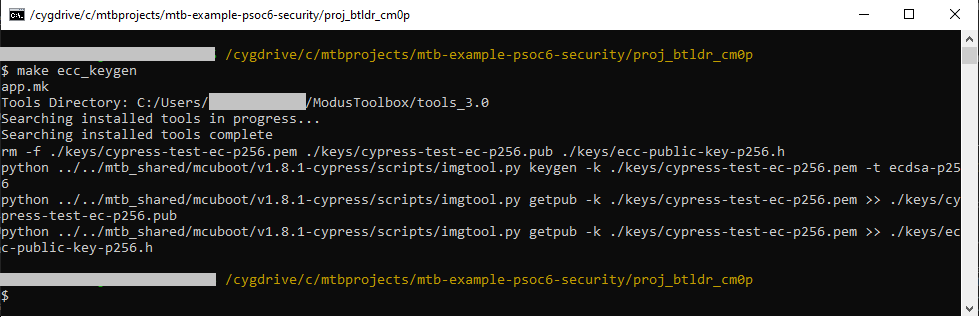 /cygdrive/c/mtbprojects/mtb-example-psoc6-security/proj_btldr_cm0p
/cygdrive/c/mtbprojects/mtb-example-psoc6-security/proj_btldr_cm0p
$ make ecc_keygen
app.mk
Tools Directory: C:/Users/ /ModusToolbox/tools_3.0
Searching installed tools in progress...
Searching installed tools complete
rm -f ./keys/cypress-test-ec-p256.pem ./keys/cypress-test-ec-p256.pub ./keys/ecc-public-key-p256.h
python ../../mtb_shared/mcuboot/v1.8.1-cypress/scripts/imgtool.py keygen -k ./keys/cypress-test-ec-p256.pem -t ecdsa-p25
6
python ../../mtb_shared/mcuboot/v1.8.1-cypress/scripts/imgtool.py getpub -k ./keys/cypress-test-ec-p256.pem >> ./keys/cy
press-test-ec-p256.pub
python ../../mtb_shared/mcuboot/v1.8.1-cypress/scripts/imgtool.py getpub -k ./keys/cypress-test-ec-p256.pem >> ./keys/ec
c-public-key-p256.h
/cygdrive/c/mtbprojects/mtb-example-psoc6-security/proj_btldr_cm0p
$